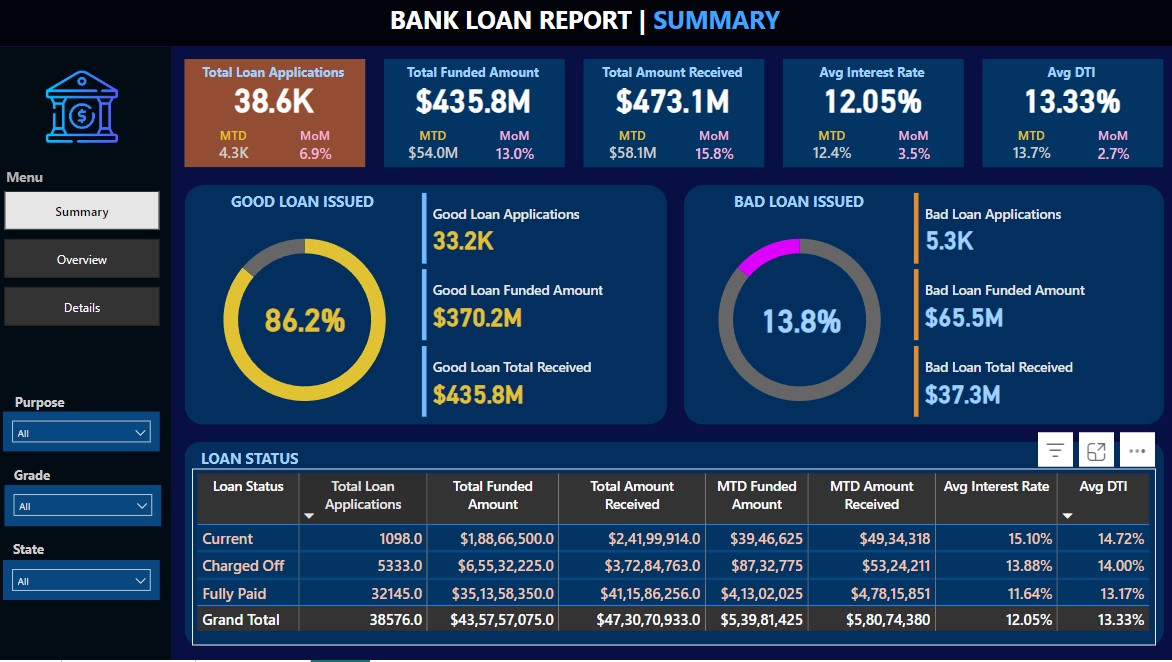 BANK LOAN REPORT | SUMMARY
Total Loan Applications
38.6K
MTD MoM
4.3K 6.9%
Total Funded Amount
$435.8M
MTD MoM
$54.0M 13.0%
Total Amount Received
$473.1M
MTD MoM
$58.1M 15.8%
Avg Interest Rate
12.05%
MTD MoM
12.4% 3.5%
Avg DTI
13.33%
MTD MoM
13.7% 2.7%
Menu
Summary
Overview
Details
Purpose
All
Grade
All
State
All
GOOD LOAN ISSUED
86.2%
Good Loan Applications
33.2K
Good Loan Funded Amount
$370.2M
Good Loan Total Received
$435.8M
BAD LOAN ISSUED
13.8%
Bad Loan Applications
5.3K
Bad Loan Funded Amount
$65.5M
Bad Loan Total Received
$37.3M
LOAN STATUS
Loan Status Total Loan Applications Total Funded Amount Total Amount Received MTD Funded Amount MTD Amount Received Avg Interest Rate Avg DTI
Current 1098.0 $1,88,66,500.0 $2,41,99,914.0 $39,46,625 $49,34,318 15.10% 14.72%
Charged Off 5333.0 $6,55,32,225.0 $3,72,84,763.0 $87,32,775 $53,24,211 13.88% 14.00%
Fully Paid 32145.0 $35,13,58,350.0 $41,15,86,256.0 $4,13,02,025 $4,78,15,851 11.64% 13.17%
Grand Total 38576.0 $43,57,57,075.0 $47,30,70,933.0 $5,39,81,425 $5,80,74,380 12.05% 13.33%